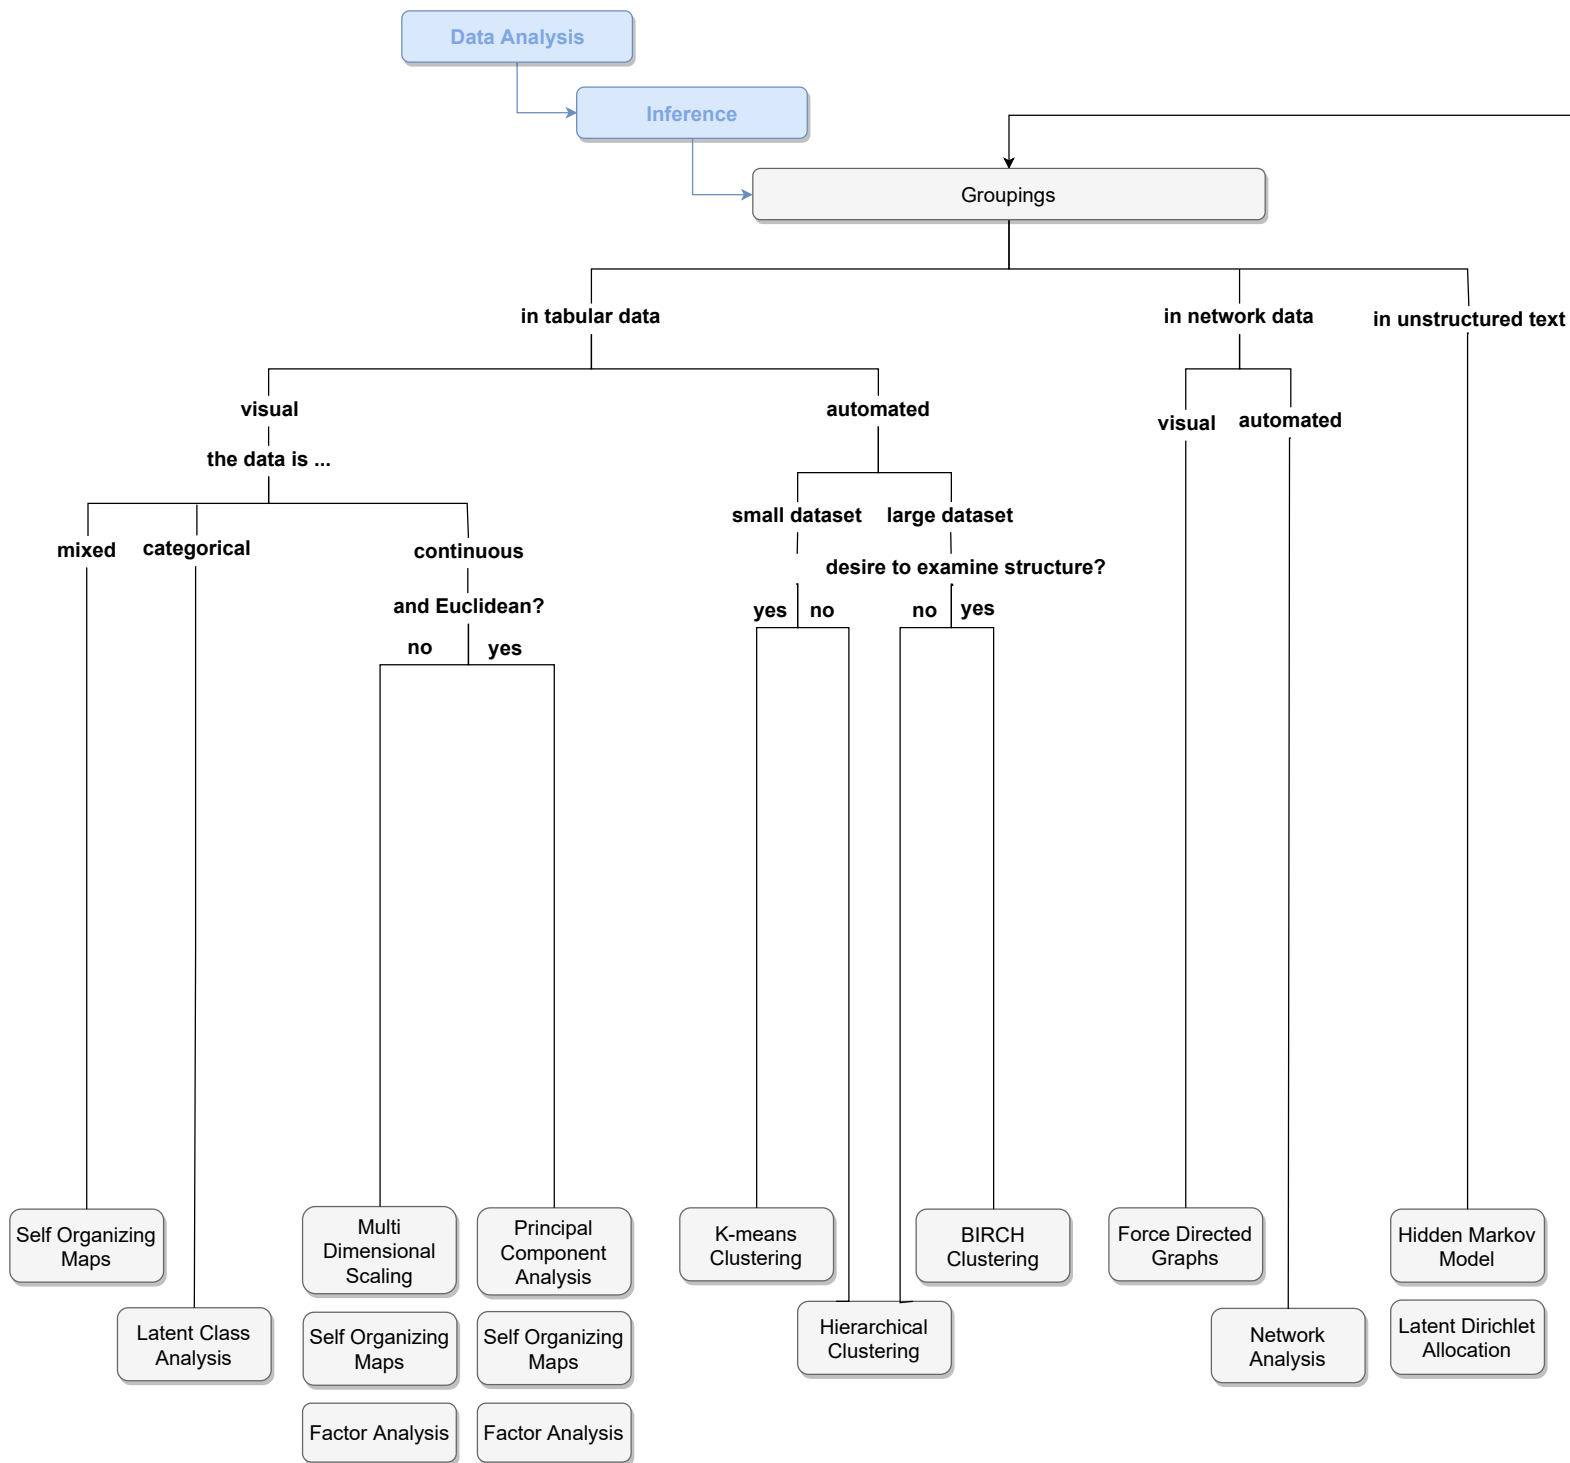 Data Analysis
Inference
Groupings
in tabular data
in network data
in unstructured text
visual
automated
visual
automated
the data is ...
small dataset
large dataset
mixed
categorical
continuous
desire to examine structure?
and Euclidean?
yes
no
no
yes
no
yes
Self Organizing
Maps
Multi
Dimensional
Scaling
Principal
Component
Analysis
K-means
Clustering
BIRCH
Clustering
Force Directed
Graphs
Hidden Markov
Model
Latent Class
Analysis
Self Organizing
Maps
Self Organizing
Maps
Hierarchical
Clustering
Network
Analysis
Latent Dirichlet
Allocation
Factor Analysis
Factor Analysis